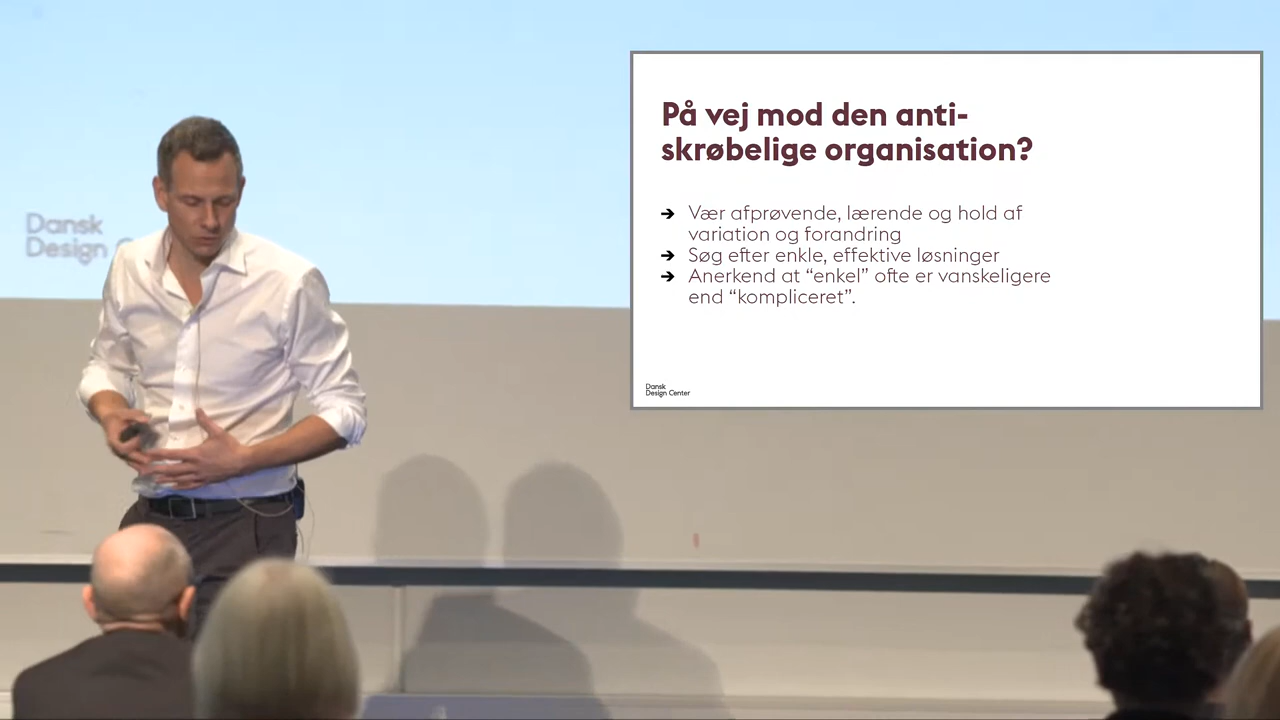 På vej mod den anti-
skrøbelige organisation?
→ Vær afprøvende, lærende og hold af
variation og forandring
→ Søg efter enkle, effektive løsninger
→ Anerkend at “enkel” ofte er vanskeligere
end “kompliceret”.
Dansk
Design Center
Dansk
Design C